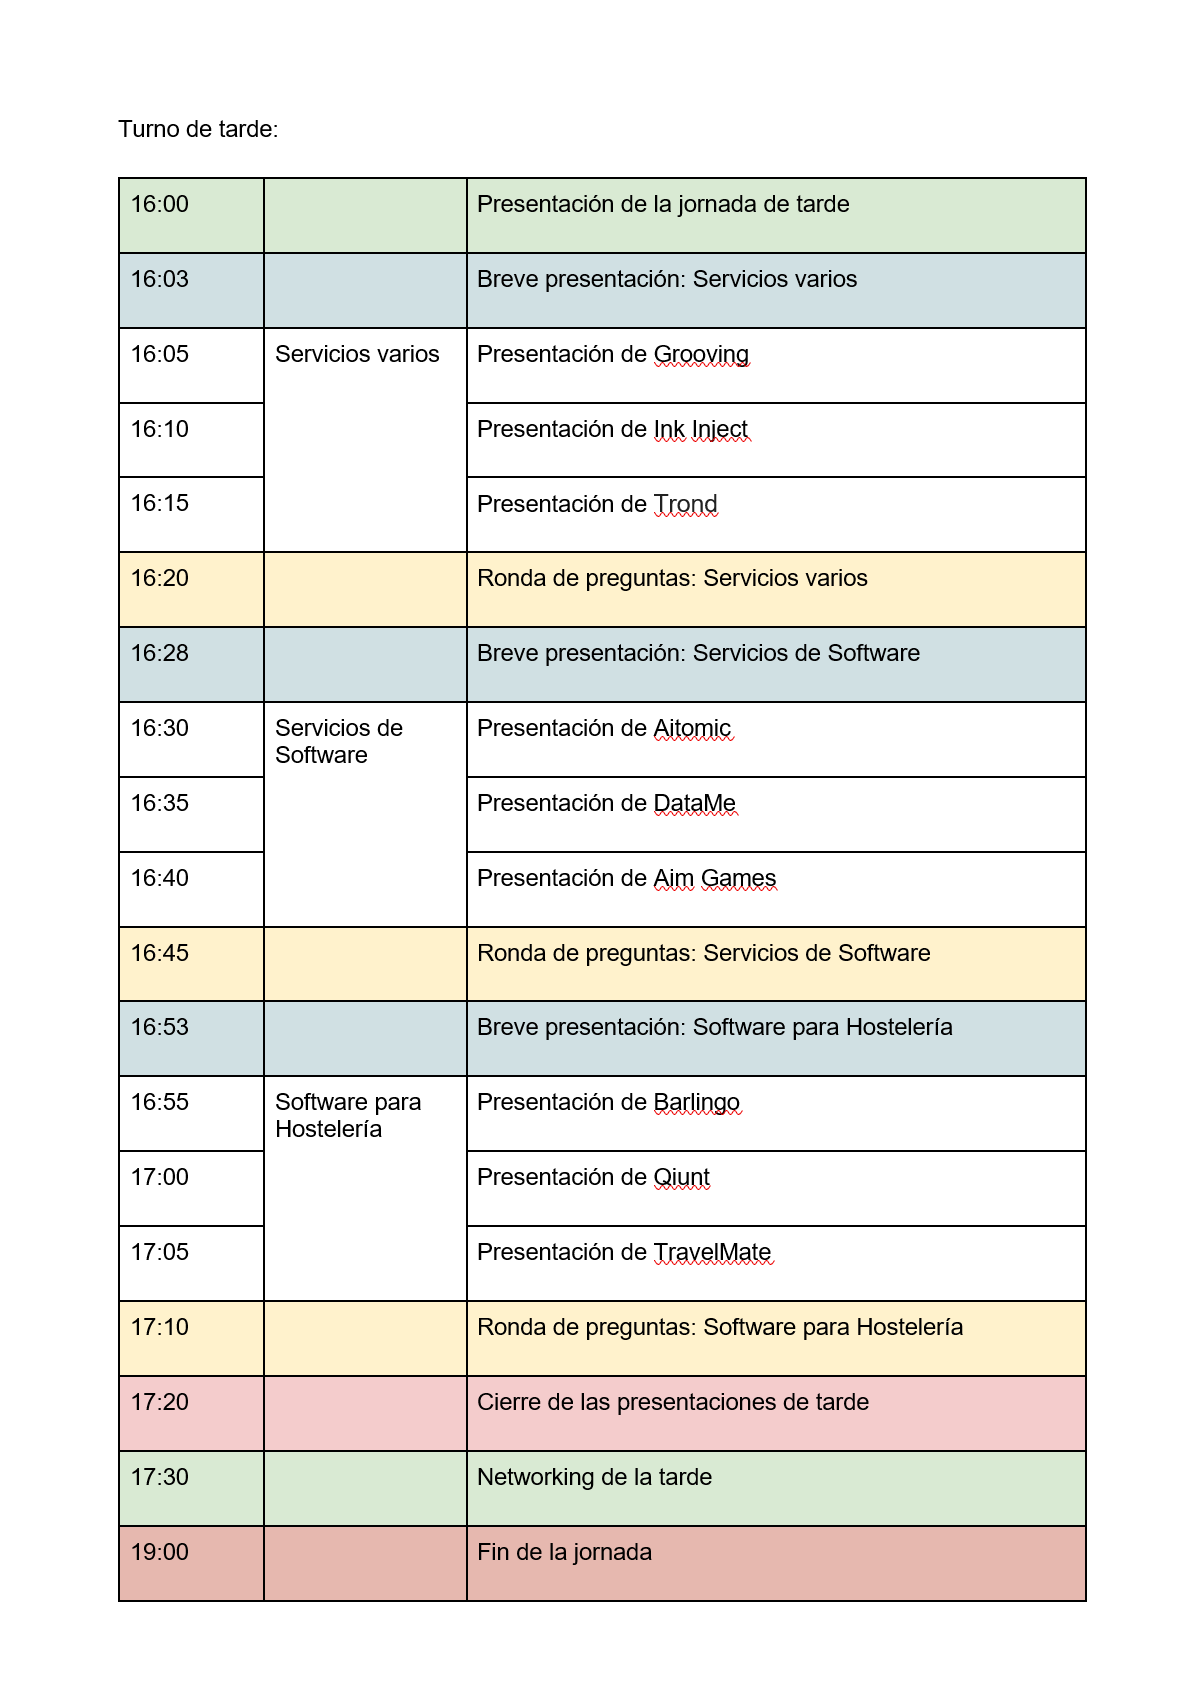 Turno de tarde:
16:00 Presentación de la jornada de tarde
16:03 Breve presentación: Servicios varios
16:05 Servicios varios Presentación de Grooving
16:10 Presentación de Ink Inject
16:15 Presentación de Trond
16:20 Ronda de preguntas: Servicios varios
16:28 Breve presentación: Servicios de Software
16:30 Servicios de Presentación de Aitomic
Software
16:35 Presentación de DataMe
16:40 Presentación de Aim Games
16:45 Ronda de preguntas: Servicios de Software
16:53 Breve presentación: Software para Hostelería
16:55 Software para Presentación de Barlingo
Hostelería
17:00 Presentación de Qiunt
17:05 Presentación de TravelMate
17:10 Ronda de preguntas: Software para Hostelería
17:20 Cierre de las presentaciones de tarde
17:30 Networking de la tarde
19:00 Fin de la jornada